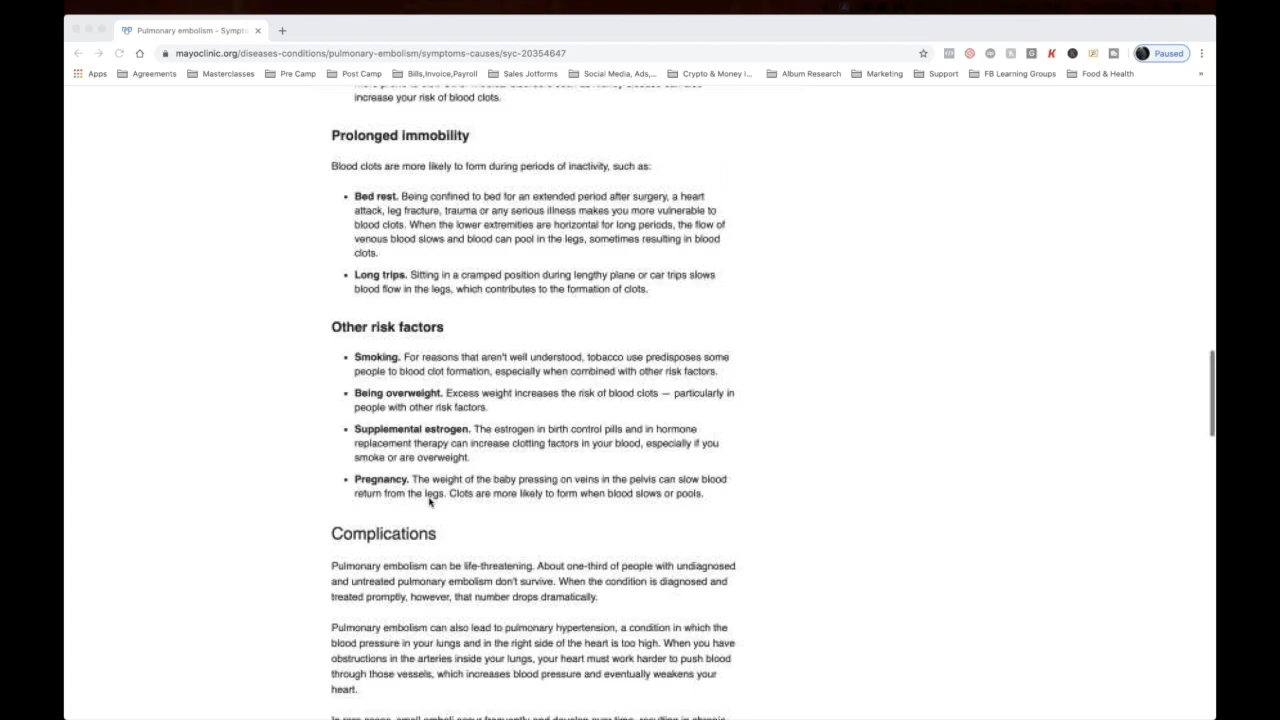 Pulmonary embolism - Sympto
mayoclinic.org/diseases-conditions/pulmonary-embolism/symptoms-causes/syc-20354647
Paused
Apps Agreements Masterclasses Pre Camp Post Camp Bills,Invoice,Payroll Sales Jotforms Social Media, Ads,... Crypto & Money I... Album Research Marketing Support FB Learning Groups Food & Health »
increase your risk of blood clots.
Prolonged immobility
Blood clots are more likely to form during periods of inactivity, such as:
• Bed rest. Being confined to bed for an extended period after surgery, a heart
attack, leg fracture, trauma or any serious illness makes you more vulnerable to
blood clots. When the lower extremities are horizontal for long periods, the flow of
venous blood slows and blood can pool in the legs, sometimes resulting in blood
clots.
• Long trips. Sitting in a cramped position during lengthy plane or car trips slows
blood flow in the legs, which contributes to the formation of clots.
Other risk factors
• Smoking. For reasons that aren't well understood, tobacco use predisposes some
people to blood clot formation, especially when combined with other risk factors.
• Being overweight. Excess weight increases the risk of blood clots — particularly in
people with other risk factors.
• Supplemental estrogen. The estrogen in birth control pills and in hormone
replacement therapy can increase clotting factors in your blood, especially if you
smoke or are overweight.
• Pregnancy. The weight of the baby pressing on veins in the pelvis can slow blood
return from the legs. Clots are more likely to form when blood slows or pools.
Complications
Pulmonary embolism can be life-threatening. About one-third of people with undiagnosed
and untreated pulmonary embolism don't survive. When the condition is diagnosed and
treated promptly, however, that number drops dramatically.
Pulmonary embolism can also lead to pulmonary hypertension, a condition in which the
blood pressure in your lungs and in the right side of the heart is too high. When you have
obstructions in the arteries inside your lungs, your heart must work harder to push blood
through those vessels, which increases blood pressure and eventually weakens your
heart.